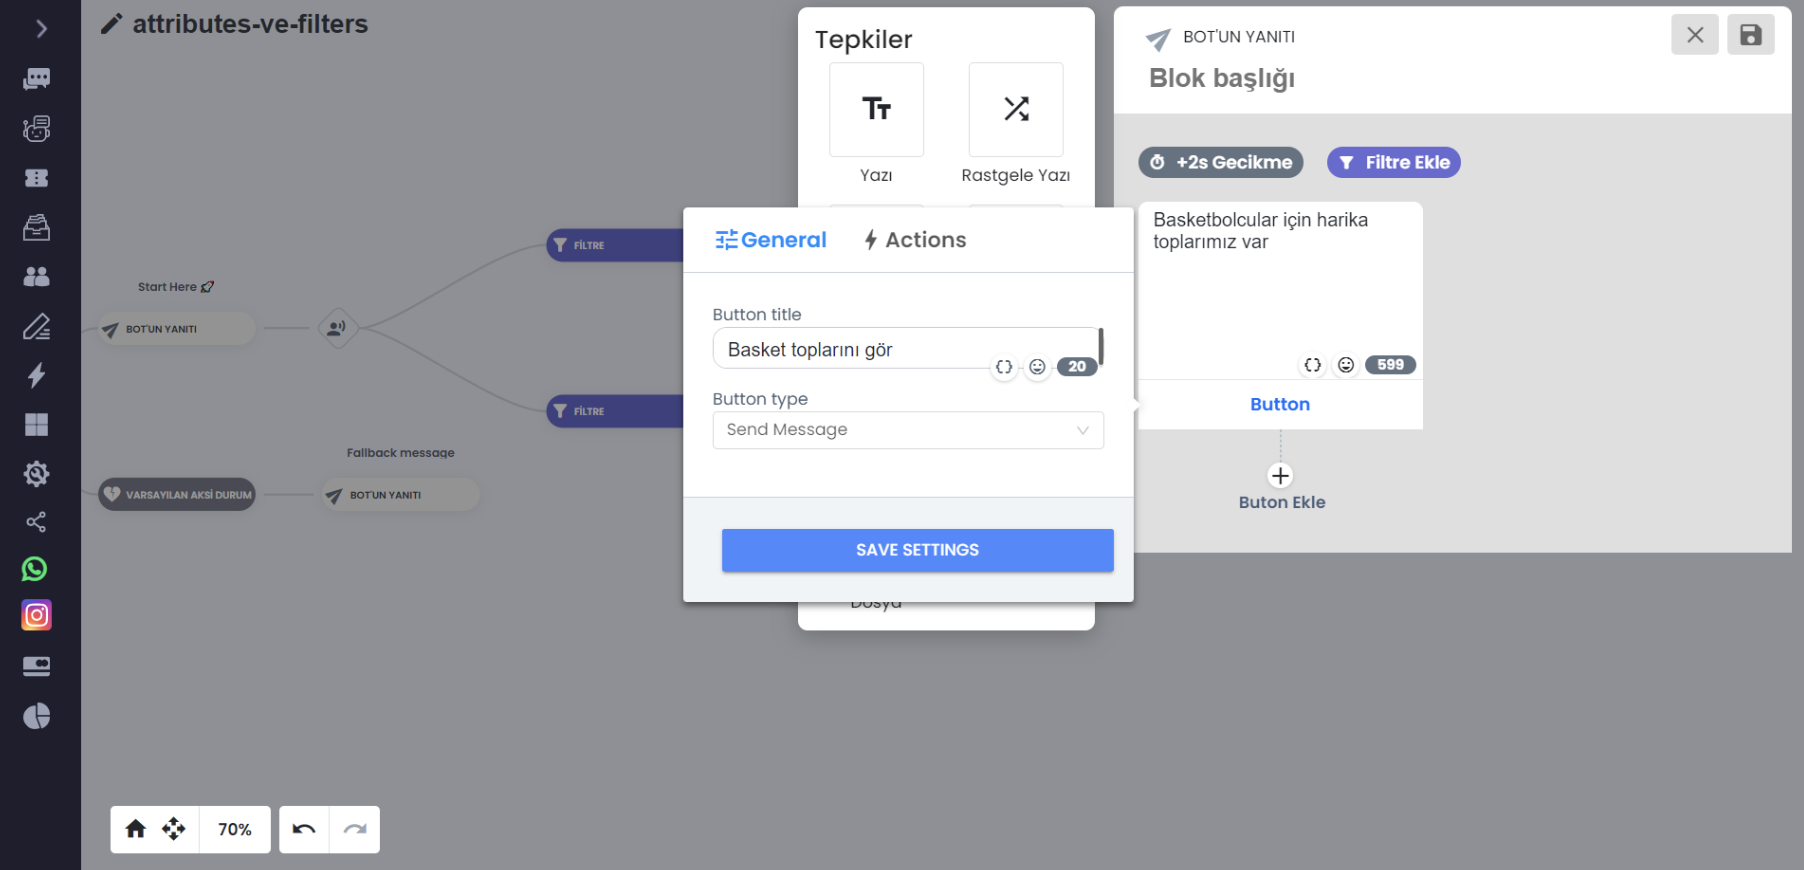 attributes-ve-filters
Start Here
BOT'UN YANITI
FİLTRE
FİLTRE
Fallback message
VARSAYILAN AKSİ DURUM
BOT'UN YANITI
70%
Tepkiler
Yazı
Rastgele Yazı
Dosya
General
Actions
Button title
Basket toplarını gör
20
Button type
Send Message
SAVE SETTINGS
BOT'UN YANITI
Blok başlığı
+2s Gecikme
Filtre Ekle
Basketbolcular için harika
toplarımız var
599
Button
Buton Ekle